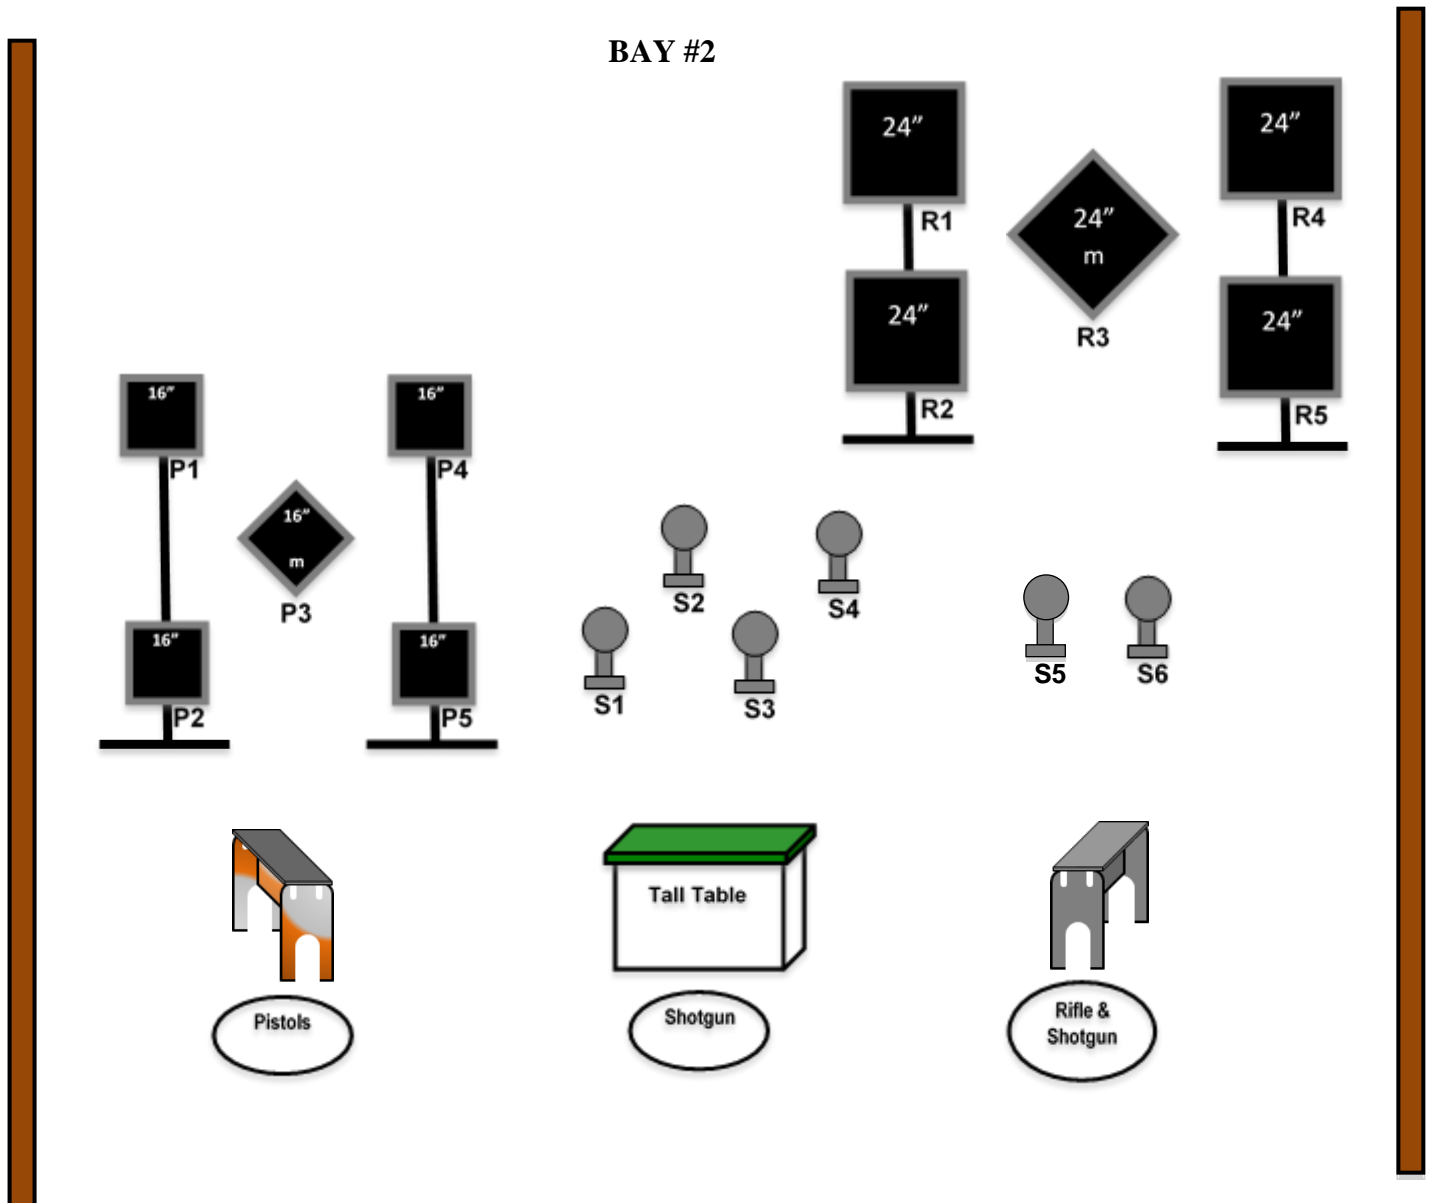 BAY #2
24”
R1
24”
R2
24”
m
R3
24”
R4
24”
R5
16”
P1
16”
P2
16”
m
P3
16”
P4
16”
P5
S1
S2
S3
S4
S5
S6
Tall Table
Pistols
Shotgun
Rifle &
Shotgun